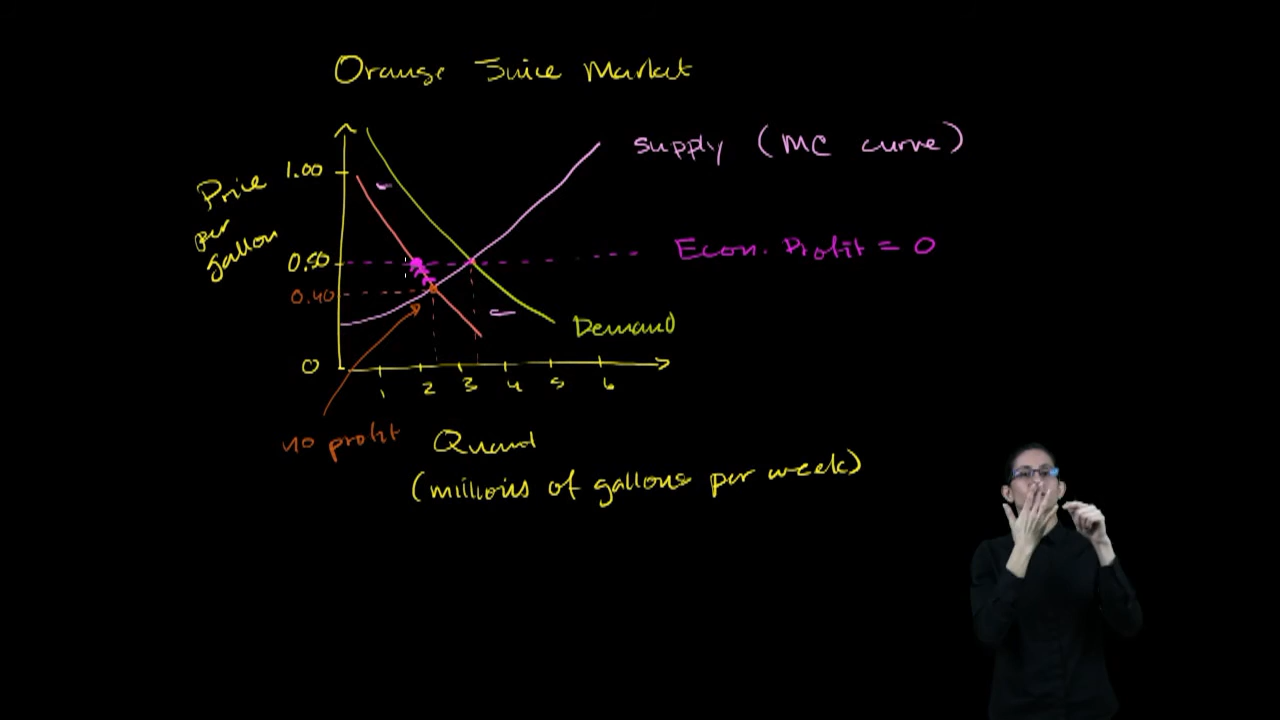 Orange Juice Market
supply (MC curve)
1.00
Price
per
gallon
Econ. Profit = 0
0.50
0.40
Demand
0
1 2 3 4 5 6
no profit
Quant
(millions of gallons per week)